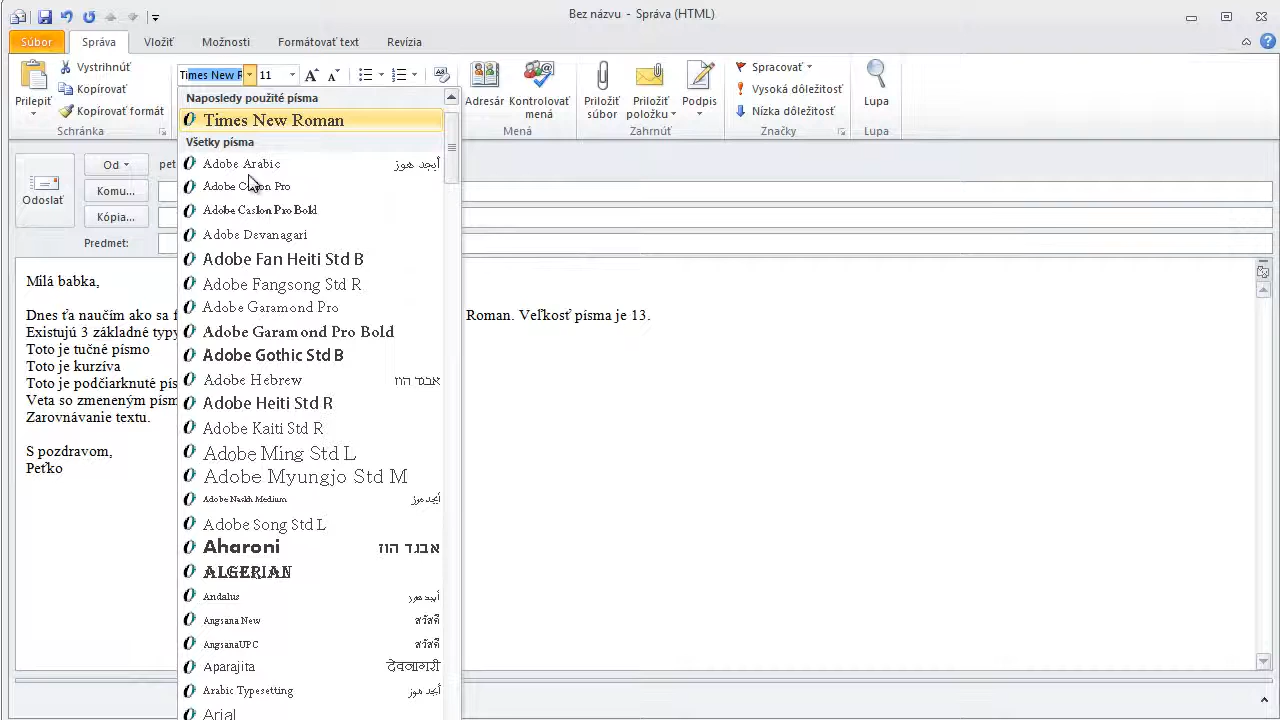 Bez názvu - Správa (HTML)
Súbor
Správa
Vložiť
Možnosti
Formátovať text
Revízia
Prilepiť
Vystrihnúť
Kopírovať
Kopírovať formát
Schránka
Times New R
11
Adresár
Kontrolovať mená
Mená
Priložiť súbor
Priložiť položku
Podpis
Zahrnúť
Spracovať
Vysoká dôležitosť
Nízka dôležitosť
Značky
Lupa
Lupa
Naposledy použité písma
Times New Roman
Všetky písma
Adobe Arabic أيجد هوز
Adobe Caslon Pro
Adobe Caslon Pro Bold
Adobe Devanagari
Adobe Fan Heiti Std B
Adobe Fangsong Std R
Adobe Garamond Pro
Adobe Garamond Pro Bold
Adobe Gothic Std B
Adobe Hebrew אבגד הוז
Adobe Heiti Std R
Adobe Kaiti Std R
Adobe Ming Std L
Adobe Myungjo Std M
Adobe Naskh Medium أيجد هوز
Adobe Song Std L
Aharoni אבגד הוז
ALGERIAN
Andalus أيجد هوز
Angsana New สวัสดี
AngsanaUPC สวัสดี
Aparajita देवनागरी
Arabic Typesetting أيجد هوز
Arial
Odoslať
Od
pet
Komu...
Kópia...
Predmet:
Milá babka,
Dnes ťa naučím ako sa f
Roman. Veľkosť písma je 13.
Existujú 3 základné typy
Toto je tučné písmo
Toto je kurzíva
Toto je podčiarknuté pís
Veta so zmeneným písm
Zarovnávanie textu.
S pozdravom,
Peťko